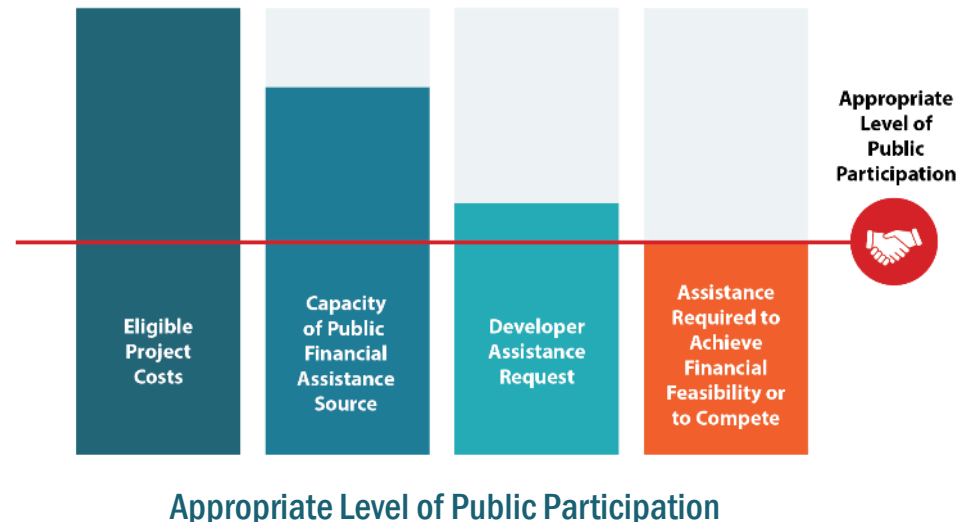 Appropriate
Level of
Public
Participation
Eligible
Project
Costs
Capacity
of Public
Financial
Assistance
Source
Developer
Assistance
Request
Assistance
Required to
Achieve
Financial
Feasibility or
to Compete
Appropriate Level of Public Participation